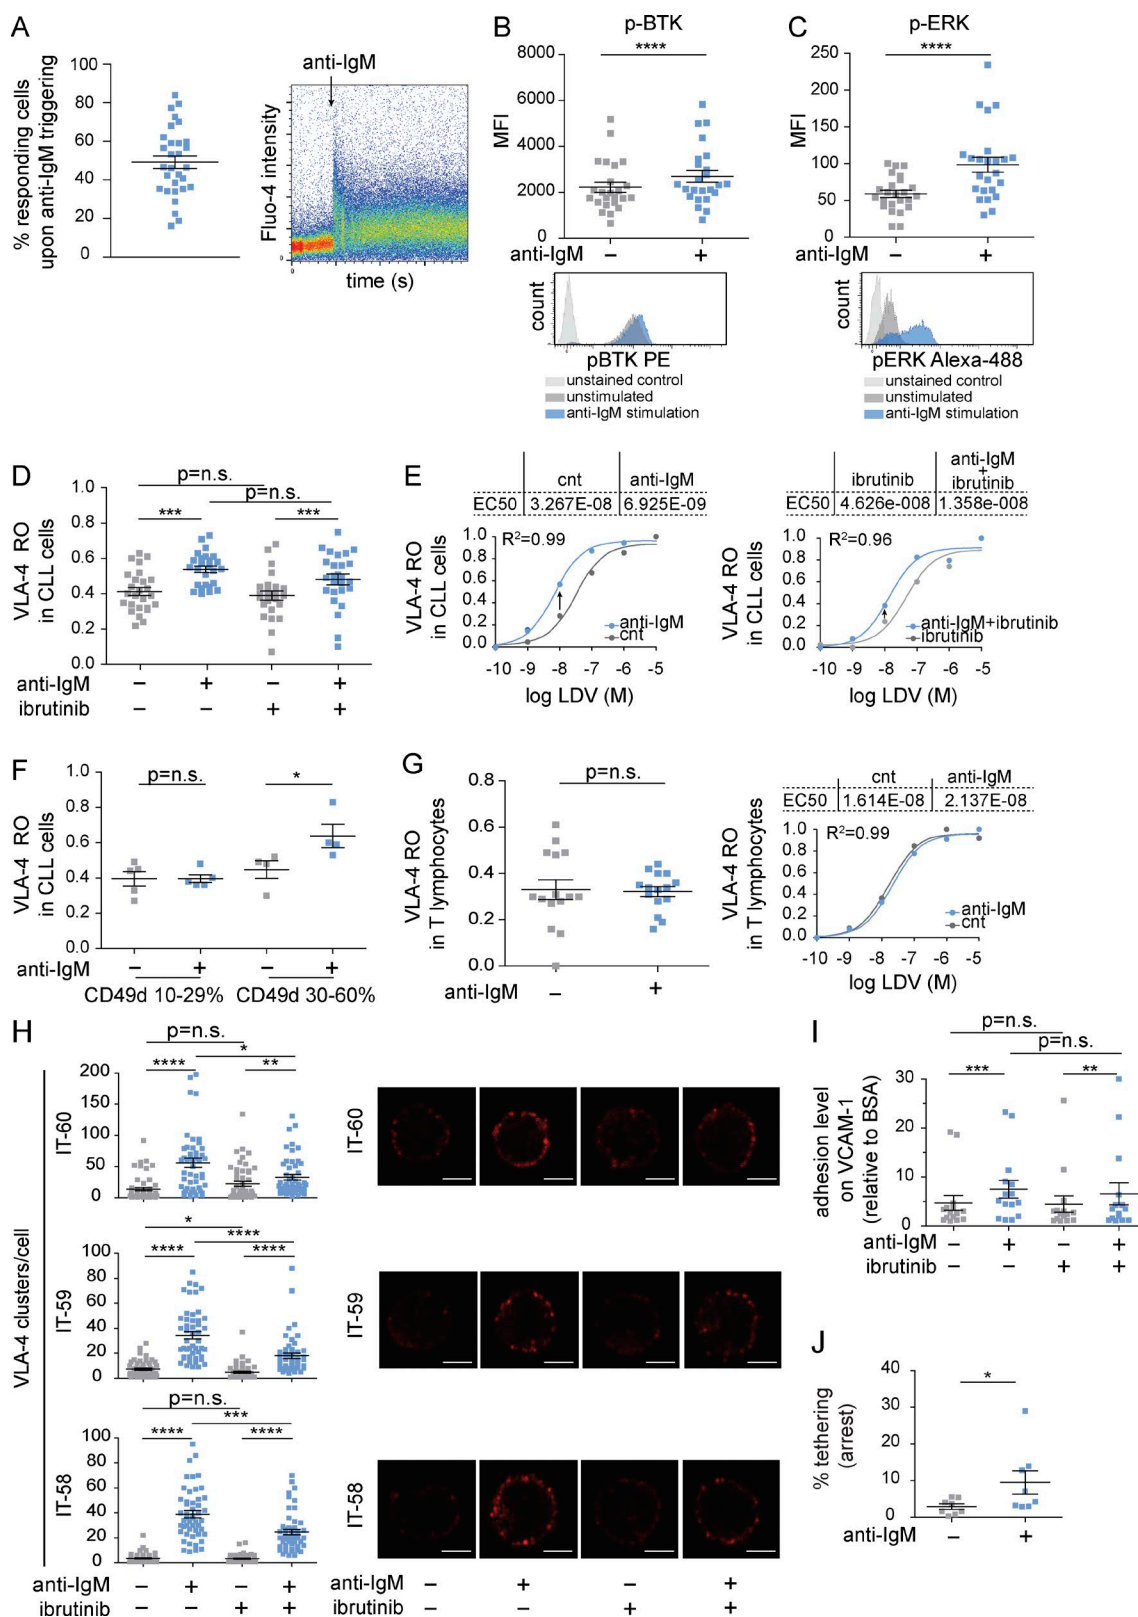 A
% responding cells
upon anti-IgM triggering
100
80
60
40
20
0
anti-IgM
Fluo-4 intensity
time (s)
B
p-BTK
****
MFI
8000
6000
4000
2000
0
anti-IgM
–
+
count
pBTK PE
unstained control
unstimulated
anti-IgM stimulation
C
p-ERK
****
MFI
250
200
150
100
50
0
anti-IgM
–
+
count
pERK Alexa-488
unstained control
unstimulated
anti-IgM stimulation
D
p=n.s.
p=n.s.
***
***
VLA-4 RO
in CLL cells
1.0
0.8
0.6
0.4
0.2
0.0
anti-IgM – + – +
ibrutinib – – + +
E
cnt anti-IgM
EC50 3.267E-08 6.925E-09
R²=0.99
VLA-4 RO
in CLL cells
1.0
0.8
0.6
0.4
0.2
0.0
anti-IgM
cnt
-10 -9 -8 -7 -6 -5
log LDV (M)
ibrutinib anti-IgM + ibrutinib
EC50 4.626e-008 1.358e-008
R²=0.96
VLA-4 RO
in CLL cells
1.0
0.8
0.6
0.4
0.2
0.0
anti-IgM+ibrutinib
ibrutinib
-10 -9 -8 -7 -6 -5
log LDV (M)
F
p=n.s.
*
VLA-4 RO
in CLL cells
1.0
0.8
0.6
0.4
0.2
0.0
anti-IgM – + – +
CD49d 10-29% CD49d 30-60%
G
p=n.s.
VLA-4 RO
in T lymphocytes
0.8
0.6
0.4
0.2
0.0
anti-IgM – +
cnt anti-IgM
EC50 1.614E-08 2.137E-08
R²=0.99
VLA-4 RO
in T lymphocytes
1.0
0.8
0.6
0.4
0.2
0.0
anti-IgM
cnt
-10 -9 -8 -7 -6 -5
log LDV (M)
H
VLA-4 clusters/cell
p=n.s.
*
**** **
IT-60
200
150
100
50
0
IT-60
*
****
**** ****
IT-59
100
80
60
40
20
0
IT-59
p=n.s.
***
**** ****
IT-58
100
80
60
40
20
0
IT-58
anti-IgM – + – +
ibrutinib – – + +
anti-IgM – + – +
ibrutinib – – + +
I
p=n.s.
p=n.s.
***
**
adhesion level
on VCAM-1
(relative to BSA)
30
20
10
0
anti-IgM – + – +
ibrutinib – – + +
J
*
% tethering
(arrest)
40
30
20
10
0
anti-IgM – +